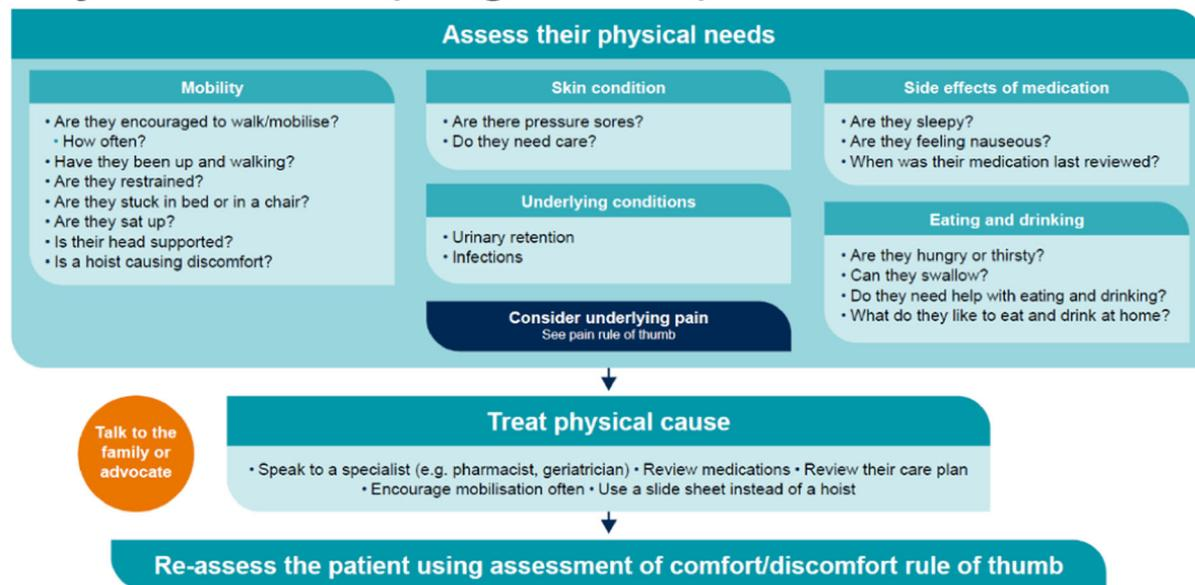 Assess their physical needs
Mobility
• Are they encouraged to walk/mobilise?
• How often?
• Have they been up and walking?
• Are they restrained?
• Are they stuck in bed or in a chair?
• Are they sat up?
• Is their head supported?
• Is a hoist causing discomfort?
Skin condition
• Are there pressure sores?
• Do they need care?
Underlying conditions
• Urinary retention
• Infections
Consider underlying pain
See pain rule of thumb
Side effects of medication
• Are they sleepy?
• Are they feeling nauseous?
• When was their medication last reviewed?
Eating and drinking
• Are they hungry or thirsty?
• Can they swallow?
• Do they need help with eating and drinking?
• What do they like to eat and drink at home?
Talk to the
family or
advocate
Treat physical cause
• Speak to a specialist (e.g. pharmacist, geriatrician) • Review medications • Review their care plan
• Encourage mobilisation often • Use a slide sheet instead of a hoist
Re-assess the patient using assessment of comfort/discomfort rule of thumb